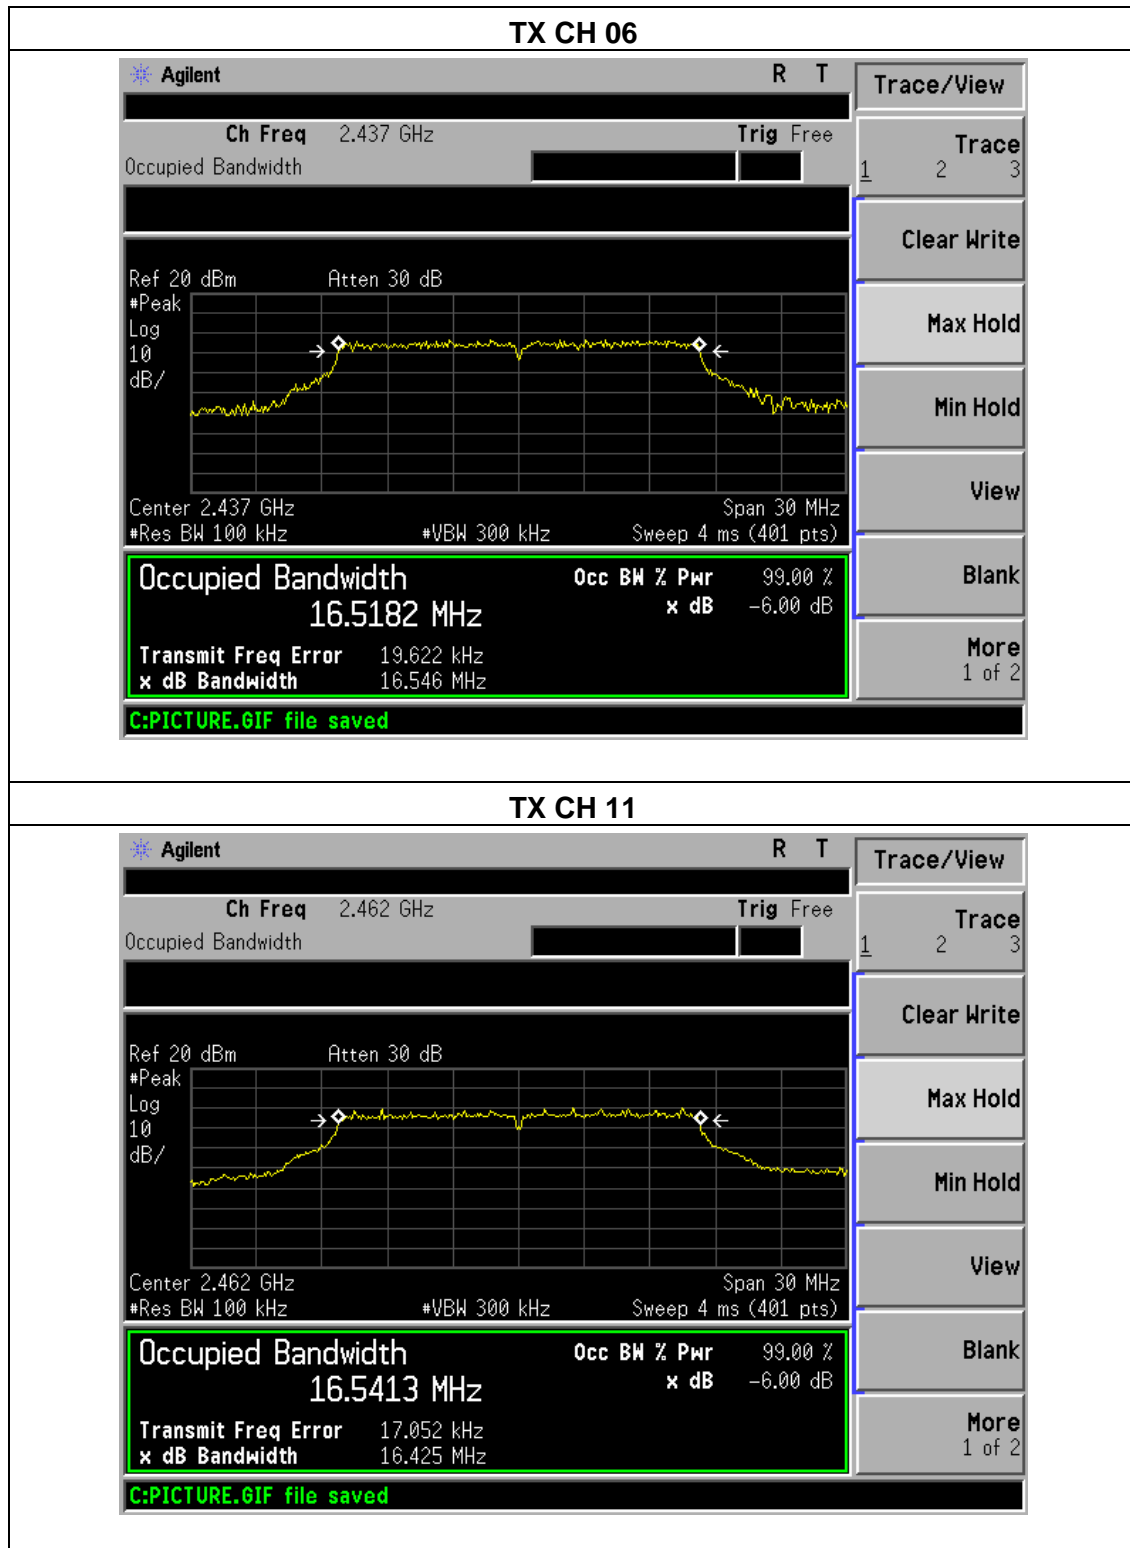 TX CH 06
Agilent R T
Trace/View
Ch Freq 2.437 GHz Trig Free
Occupied Bandwidth
Trace
1 2 3
Clear Write
Ref 20 dBm Atten 30 dB
#Peak
Log
10
dB/
Max Hold
Min Hold
View
Center 2.437 GHz Span 30 MHz
#Res BW 100 kHz #VBW 300 kHz Sweep 4 ms (401 pts)
Occupied Bandwidth Occ BW % Pwr 99.00 %
16.5182 MHz x dB -6.00 dB
Blank
Transmit Freq Error 19.622 kHz
x dB Bandwidth 16.546 MHz
More
1 of 2
C:PICTURE.GIF file saved
TX CH 11
Agilent R T
Trace/View
Ch Freq 2.462 GHz Trig Free
Occupied Bandwidth
Trace
1 2 3
Clear Write
Ref 20 dBm Atten 30 dB
#Peak
Log
10
dB/
Max Hold
Min Hold
View
Center 2.462 GHz Span 30 MHz
#Res BW 100 kHz #VBW 300 kHz Sweep 4 ms (401 pts)
Occupied Bandwidth Occ BW % Pwr 99.00 %
16.5413 MHz x dB -6.00 dB
Blank
Transmit Freq Error 17.052 kHz
x dB Bandwidth 16.425 MHz
More
1 of 2
C:PICTURE.GIF file saved